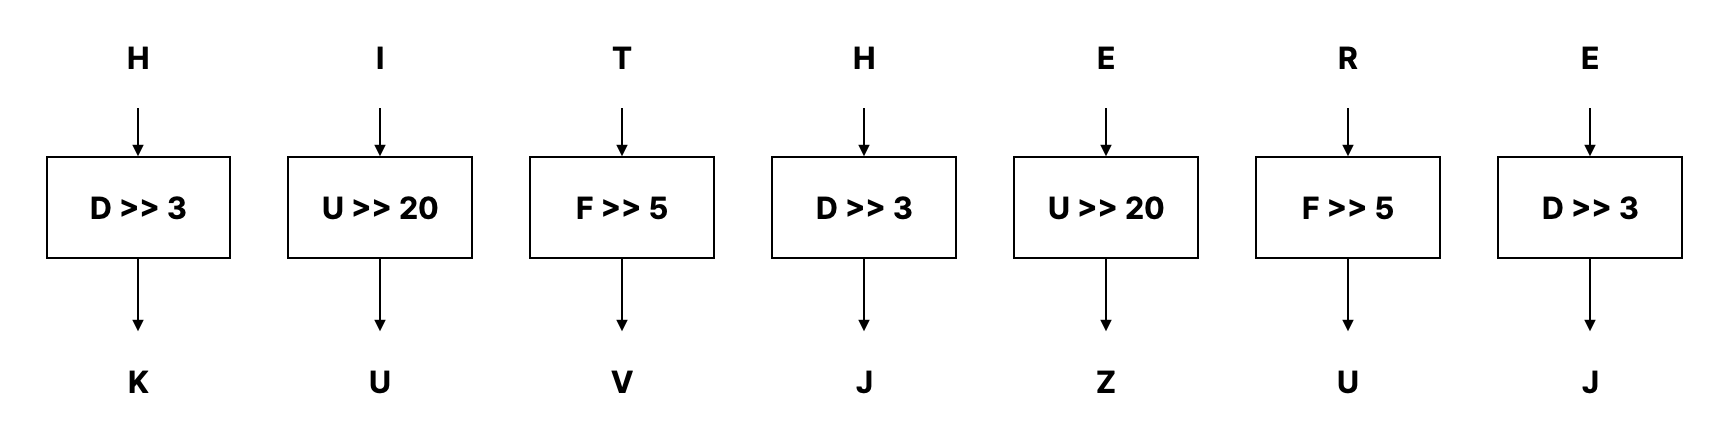 H I T H E R E
D >> 3 U >> 20 F >> 5 D >> 3 U >> 20 F >> 5 D >> 3
K U V J Z U J